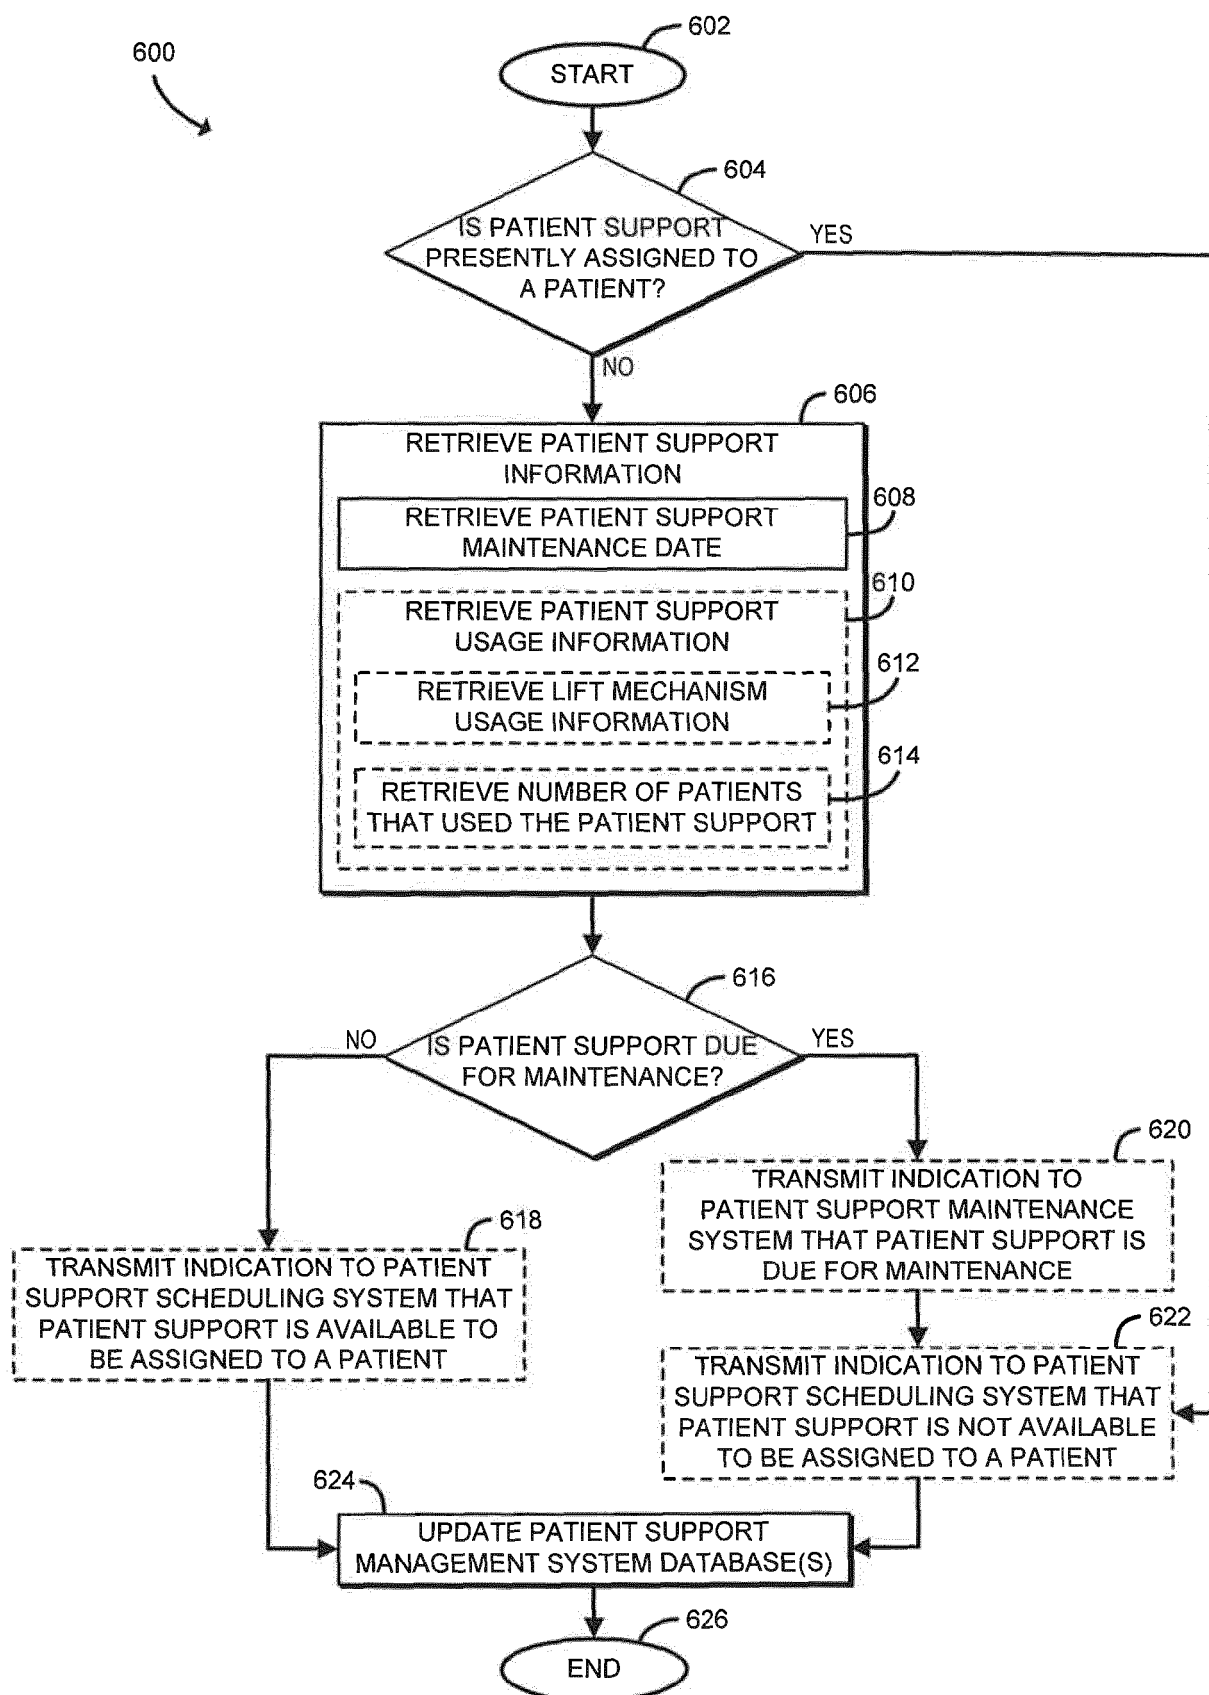 602
600
START
604
IS PATIENT SUPPORT
PRESENTLY ASSIGNED TO
A PATIENT?
YES
NO
606
RETRIEVE PATIENT SUPPORT
INFORMATION
608
RETRIEVE PATIENT SUPPORT
MAINTENANCE DATE
610
RETRIEVE PATIENT SUPPORT
USAGE INFORMATION
612
RETRIEVE LIFT MECHANISM
USAGE INFORMATION
614
RETRIEVE NUMBER OF PATIENTS
THAT USED THE PATIENT SUPPORT
616
NO
IS PATIENT SUPPORT DUE
FOR MAINTENANCE?
YES
620
TRANSMIT INDICATION TO
PATIENT SUPPORT MAINTENANCE
SYSTEM THAT PATIENT SUPPORT IS
DUE FOR MAINTENANCE
618
TRANSMIT INDICATION TO PATIENT
SUPPORT SCHEDULING SYSTEM THAT
PATIENT SUPPORT IS AVAILABLE TO
BE ASSIGNED TO A PATIENT
622
TRANSMIT INDICATION TO PATIENT
SUPPORT SCHEDULING SYSTEM THAT
PATIENT SUPPORT IS NOT AVAILABLE
TO BE ASSIGNED TO A PATIENT
624
UPDATE PATIENT SUPPORT
MANAGEMENT SYSTEM DATABASE(S)
626
END